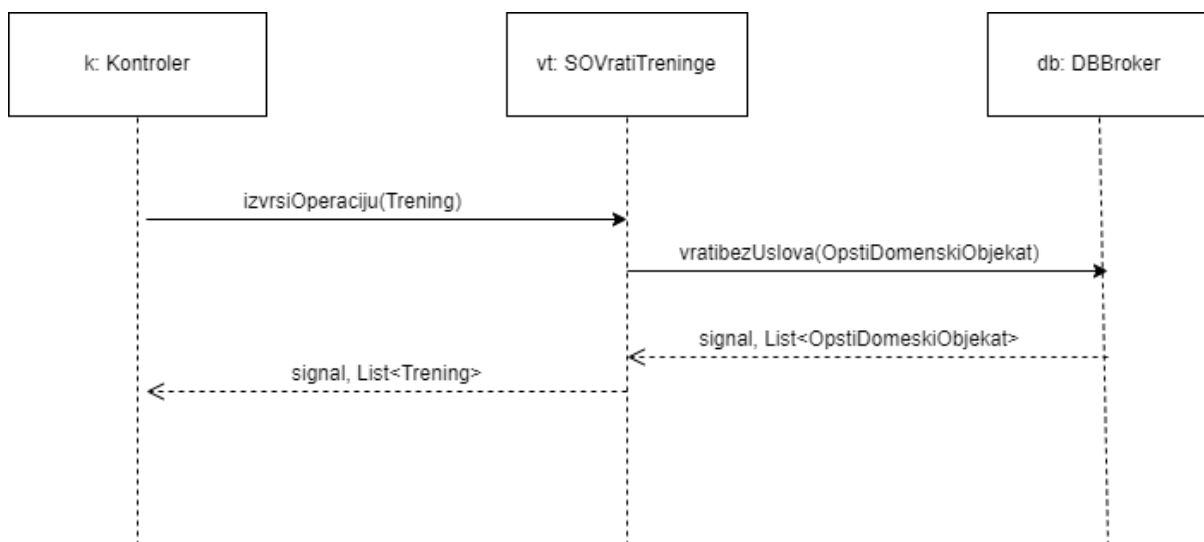 k: Kontroler
vt: SOVratiTreninge
db: DBBroker
izvrsiOperaciju(Trening)
vratibezUslova(OpstiDomenskiObjekat)
signal, List<OpstiDomeskiObjekat>
signal, List<Trening>